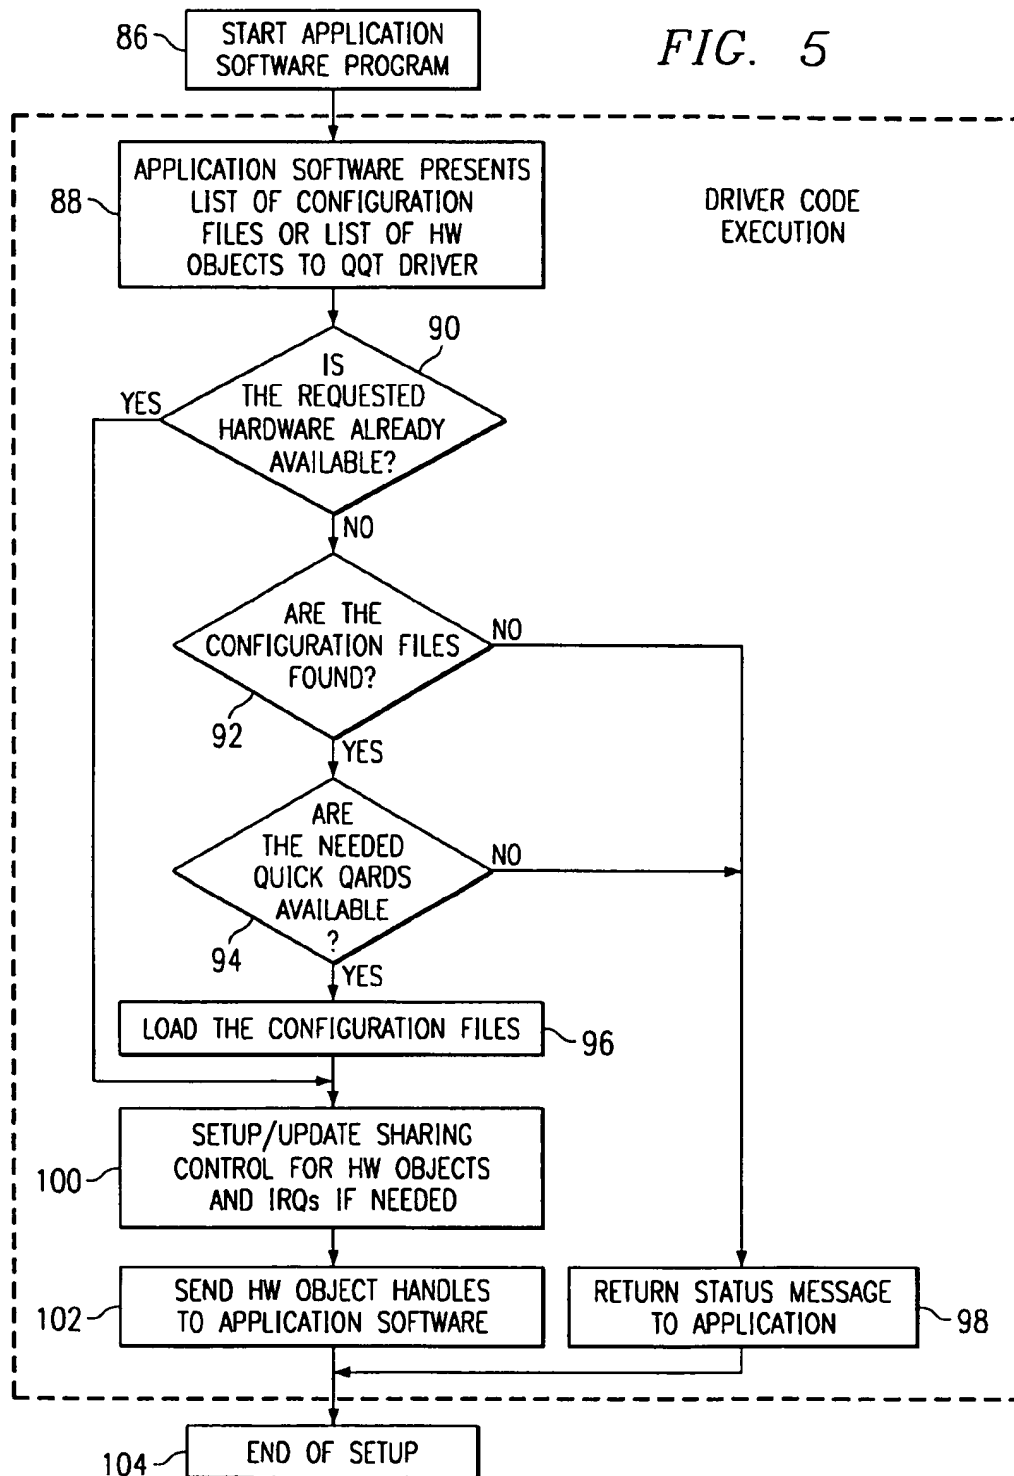 FIG. 5
86
START APPLICATION
SOFTWARE PROGRAM
DRIVER CODE
EXECUTION
88
APPLICATION SOFTWARE PRESENTS
LIST OF CONFIGURATION
FILES OR LIST OF HW
OBJECTS TO QQT DRIVER
90
IS
THE REQUESTED
HARDWARE ALREADY
AVAILABLE?
YES
NO
ARE THE
CONFIGURATION FILES
FOUND?
92
NO
YES
ARE
THE NEEDED
QUICK QARDS
AVAILABLE
?
94
NO
YES
LOAD THE CONFIGURATION FILES
96
100
SETUP/UPDATE SHARING
CONTROL FOR HW OBJECTS
AND IRQs IF NEEDED
102
SEND HW OBJECT HANDLES
TO APPLICATION SOFTWARE
RETURN STATUS MESSAGE
TO APPLICATION
98
104
END OF SETUP